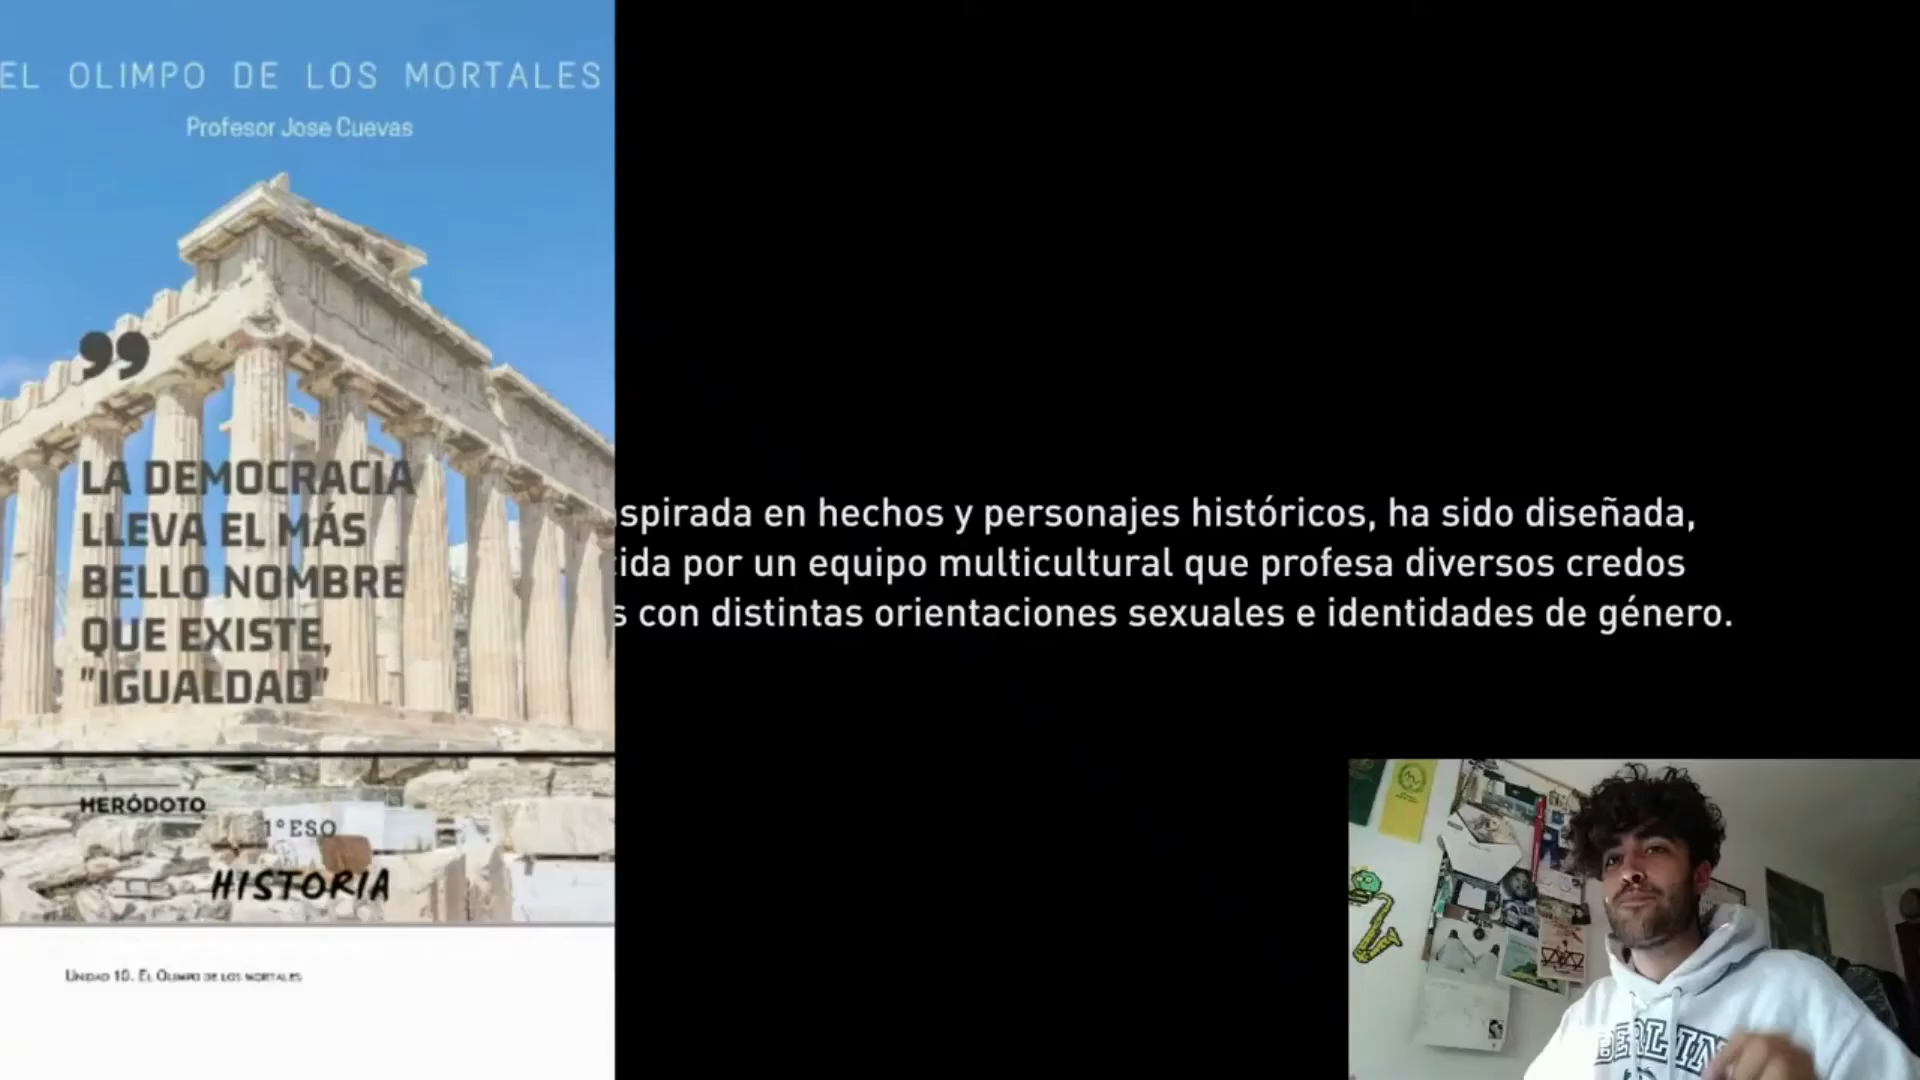 EL OLIMPO DE LOS MORTALES
Profesor Jose Cuevas
”
LA DEMOCRACIA
LLEVA EL MÁS
BELLO NOMBRE
QUE EXISTE,
"IGUALDAD"
HERÓDOTO
1º ESO
HISTORIA
UNIDAD 10. EL OLIMPO DE LOS MORTALES
spirada en hechos y personajes históricos, ha sido diseñada,
ida por un equipo multicultural que profesa diversos credos
s con distintas orientaciones sexuales e identidades de género.
BERLIN